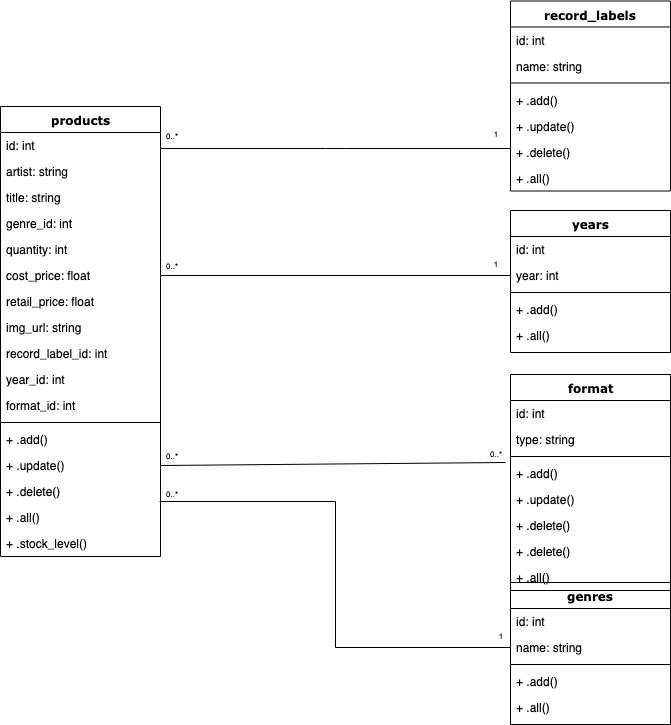 products
id: int
artist: string
title: string
genre_id: int
quantity: int
cost_price: float
retail_price: float
img_url: string
record_label_id: int
year_id: int
format_id: int
+ .add()
+ .update()
+ .delete()
+ .all()
+ .stock_level()
0..*
1
0..*
1
0..*
0..*
0..*
1
record_labels
id: int
name: string
+ .add()
+ .update()
+ .delete()
+ .all()
years
id: int
year: int
+ .add()
+ .all()
format
id: int
type: string
+ .add()
+ .update()
+ .delete()
+ .delete()
+ .all()
genres
id: int
name: string
+ .add()
+ .all()